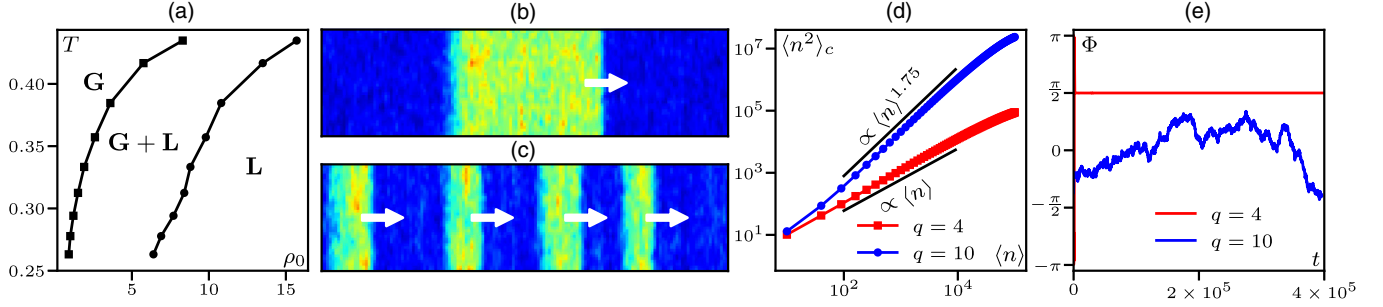 (a)
T
0.40
0.35
0.30
0.25
G
G + L
L
5
10
15
ρ₀
(b)
(c)
(d)
⟨n²⟩c
10⁷
10⁵
10³
10¹
∝ ⟨n⟩^1.75
∝ ⟨n⟩
q = 4
q = 10
10²
10⁴
⟨n⟩
(e)
Φ
π
π/2
0
−π/2
−π
q = 4
q = 10
0
2 × 10⁵
4 × 10⁵
t